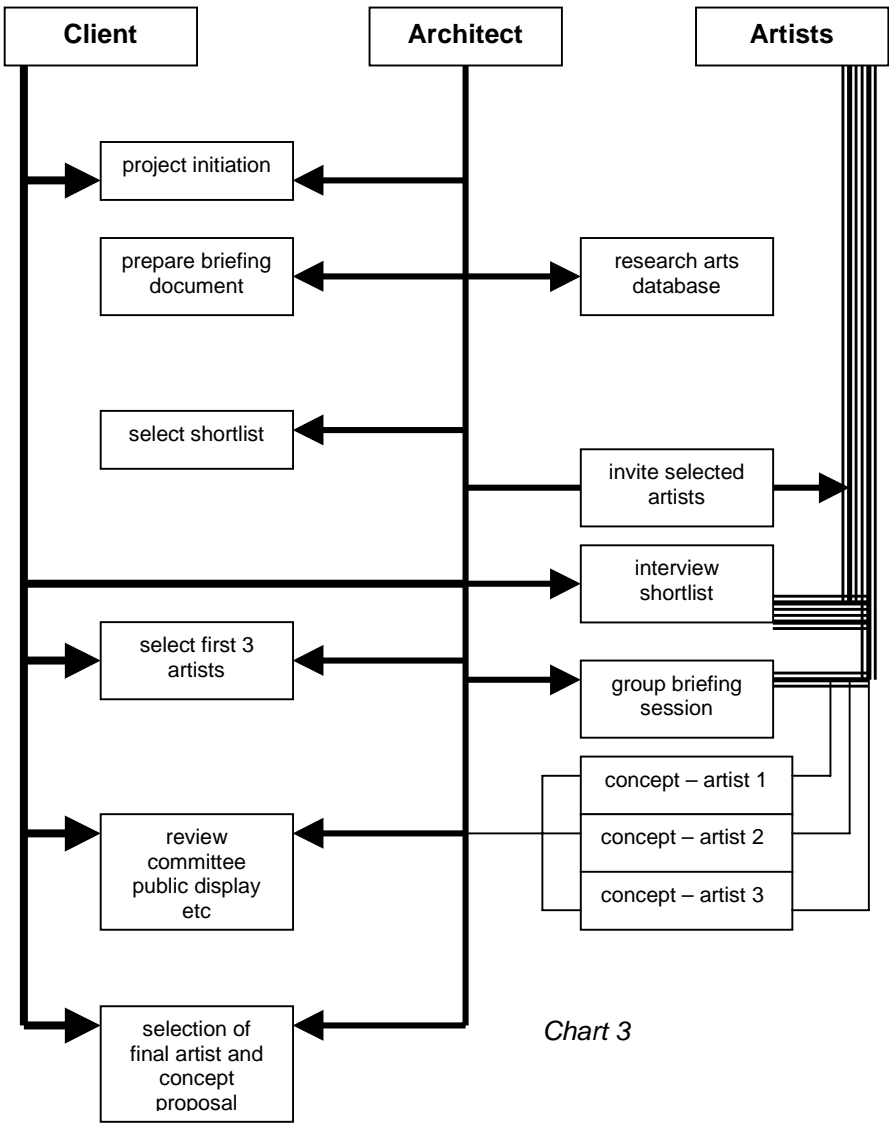 Client
Architect
Artists
project initiation
prepare briefing
document
research arts
database
select shortlist
invite selected
artists
interview
shortlist
select first 3
artists
group briefing
session
concept – artist 1
concept – artist 2
concept – artist 3
review
committee
public display
etc
selection of
final artist and
concept
proposal
Chart 3